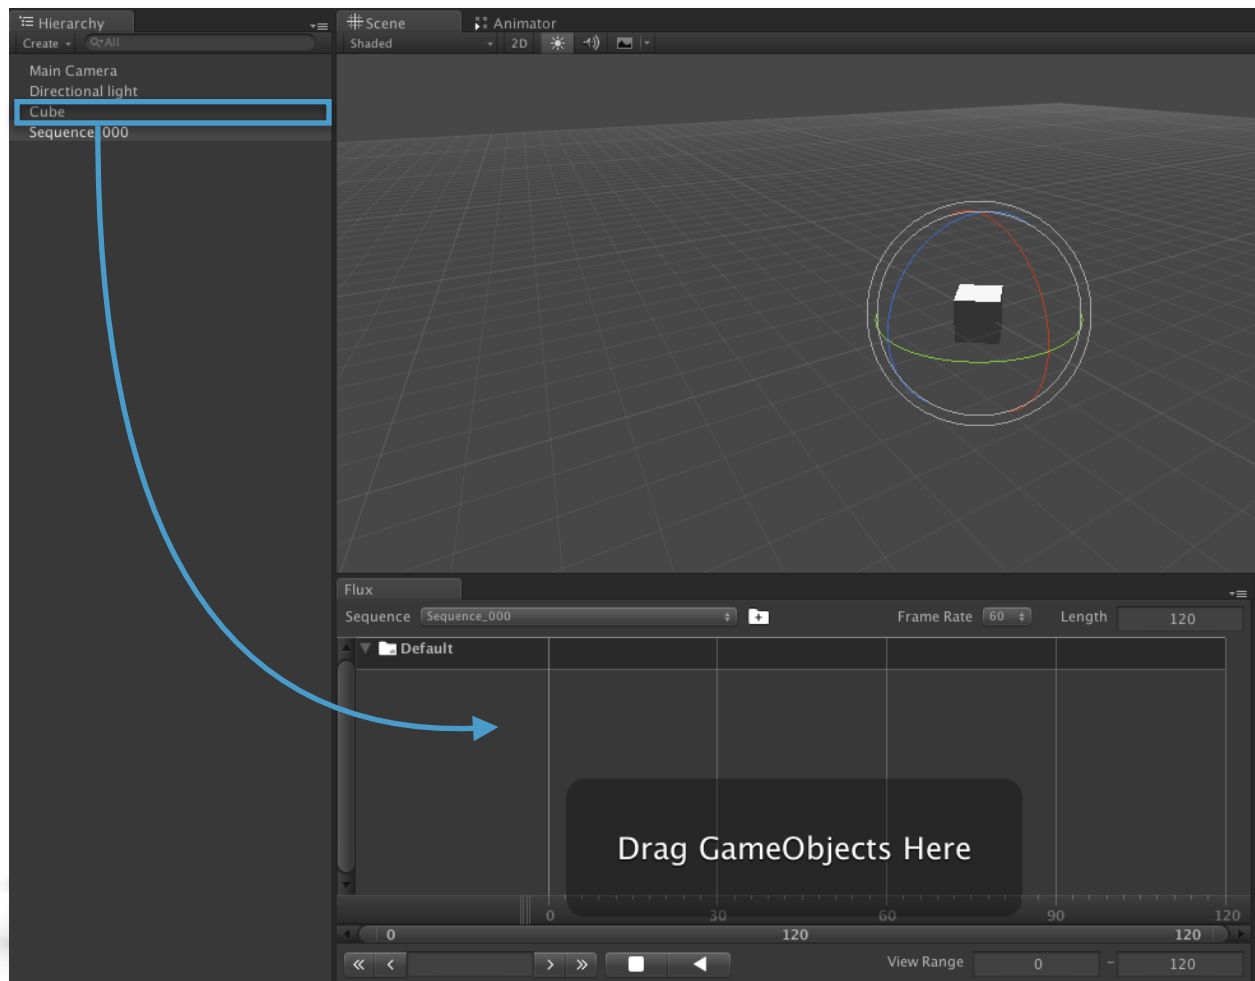 Hierarchy
Create
All
Main Camera
Directional light
Cube
Sequence_000
Scene
Animator
Shaded
2D
Flux
Sequence
Sequence_000
Frame Rate
60
Length
120
Default
Drag GameObjects Here
0
30
60
90
120
0
120
120
View Range
0
-
120